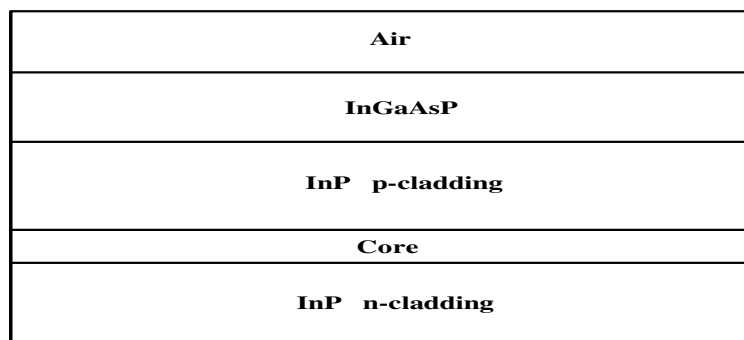 Air
InGaAsP
InP p-cladding
Core
InP n-cladding